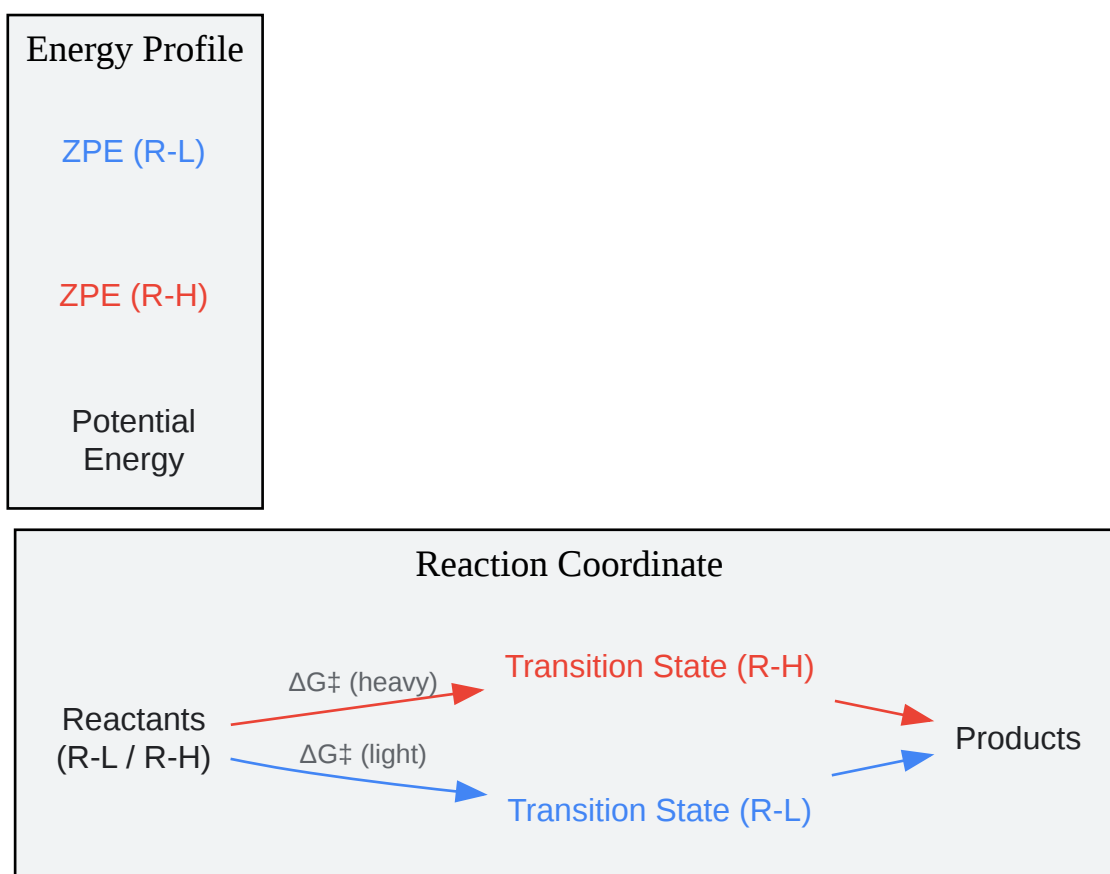 Energy Profile
ZPE (R-L)
ZPE (R-H)
Potential
Energy
Reaction Coordinate
Transition State (R-H)
ΔG‡ (heavy)
Reactants
(R-L / R-H)
ΔG‡ (light)
Products
Transition State (R-L)